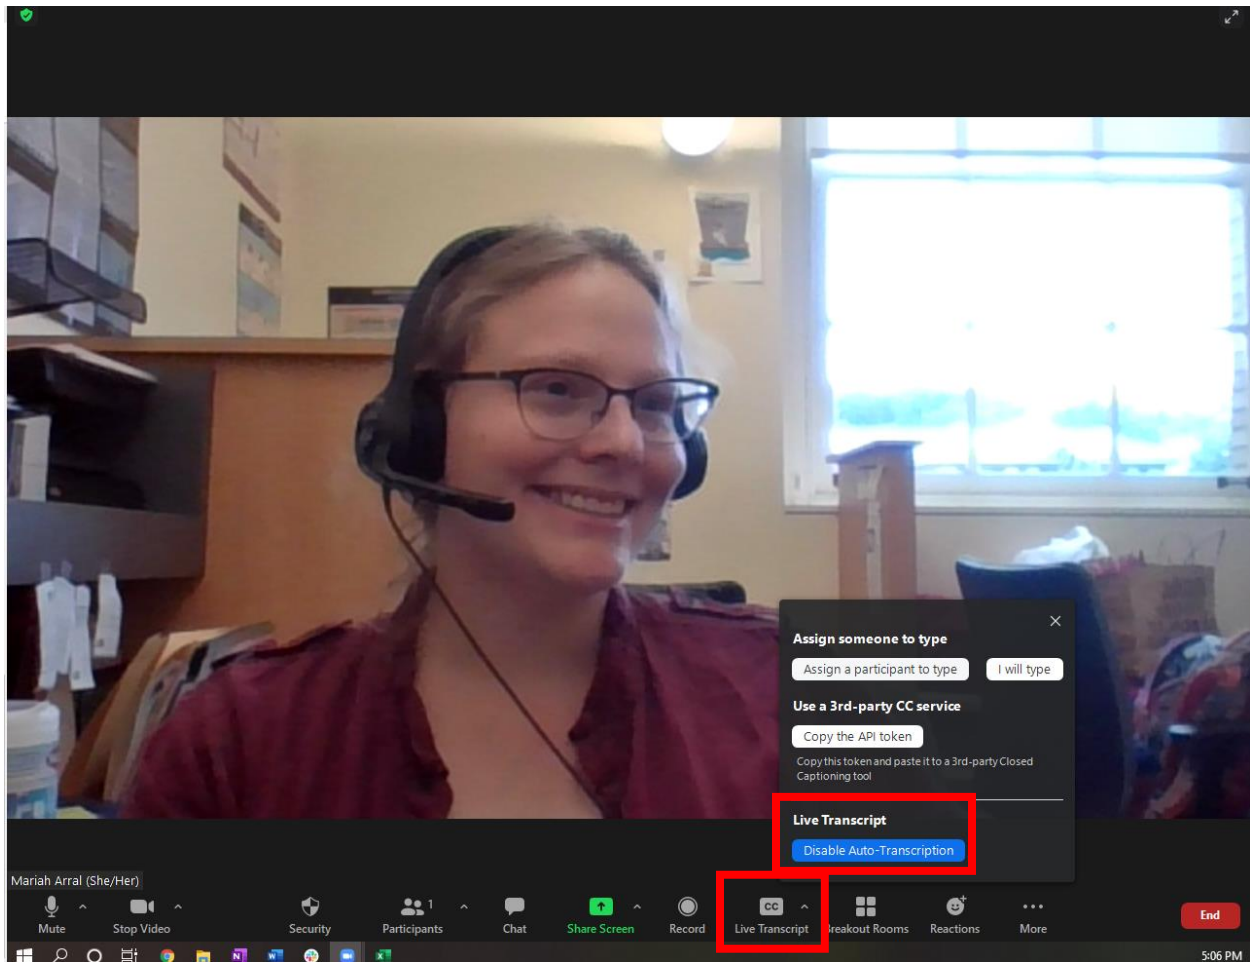 Assign someone to type
Assign a participant to type
I will type
Use a 3rd-party CC service
Copy the API token
Copy this token and paste it to a 3rd-party Closed
Captioning tool
Live Transcript
Disable Auto-Transcription
Mariah Arral (She/Her)
1
CC
Mute
Stop Video
Security
Participants
Chat
Share Screen
Record
Live Transcript
Breakout Rooms
Reactions
More
End
5:06 PM